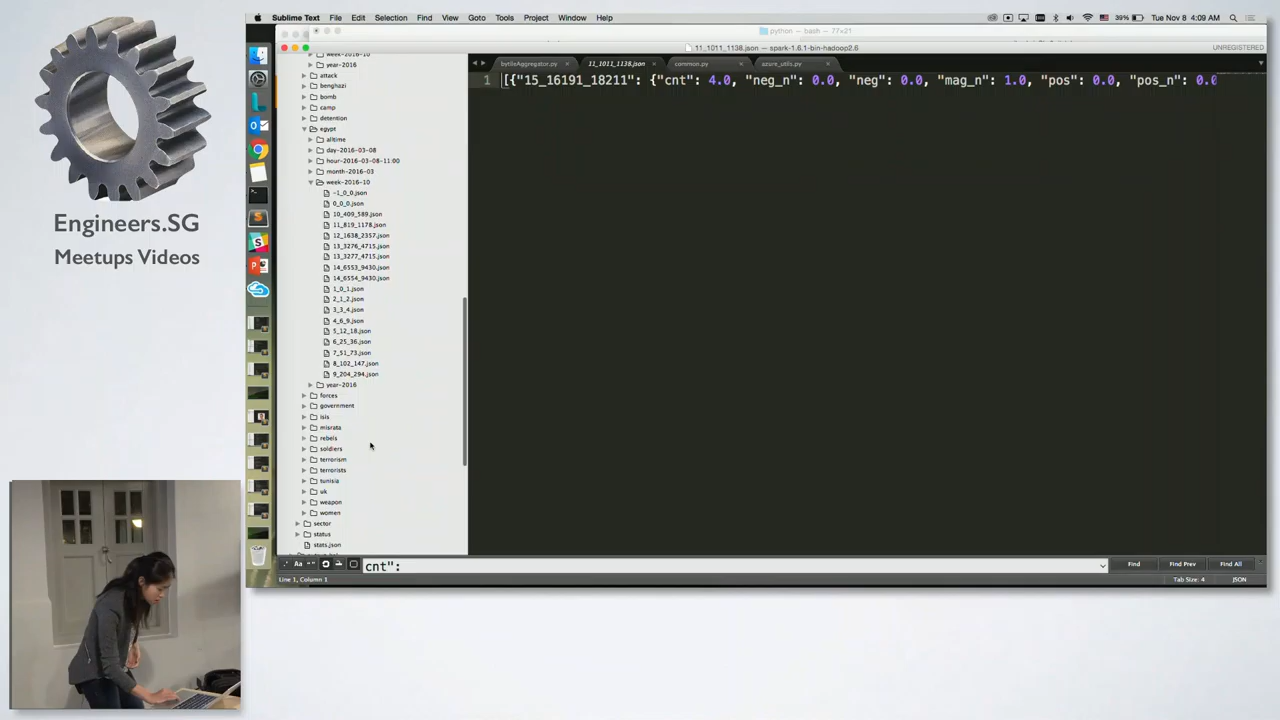 Sublime Text File Edit Selection Find View Goto Tools Project Window Help
39% Tue Nov 8 4:09 AM
python — bash — 77×21
11_1011_1138.json — spark-1.6.1-bin-hadoop2.6
UNREGISTERED
bytileAggregator.py 11_1011_1138.json common.py azure_utils.py
week-2016-10
year-2016
attack
benghazi
bomb
camp
detention
egypt
alltime
day-2016-03-08
hour-2016-03-08-11:00
month-2016-03
week-2016-10
-1_0_0.json
0_0_0.json
10_409_589.json
11_819_1178.json
12_1638_2357.json
13_3276_4715.json
13_3277_4715.json
14_6553_9430.json
14_6554_9430.json
1_0_1.json
2_1_2.json
3_3_4.json
4_6_9.json
5_12_18.json
6_25_36.json
7_51_73.json
8_102_147.json
9_204_294.json
year-2016
forces
government
isis
misrata
rebels
soldiers
terrorism
terrorists
tunisia
uk
weapon
women
sector
status
stats.json
1 [{"15_16191_18211": {"cnt": 4.0, "neg_n": 0.0, "neg": 0.0, "mag_n": 1.0, "pos": 0.0, "pos_n": 0.0
cnt":
Find Find Prev Find All
Line 1, Column 1
Tab Size: 4 JSON
Engineers.SG
Meetups Videos